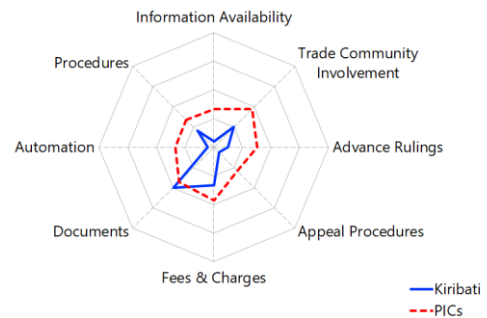 Information Availability
Trade Community
Involvement
Procedures
Automation
Advance Rulings
Documents
Appeal Procedures
Fees & Charges
Kiribati
PICs